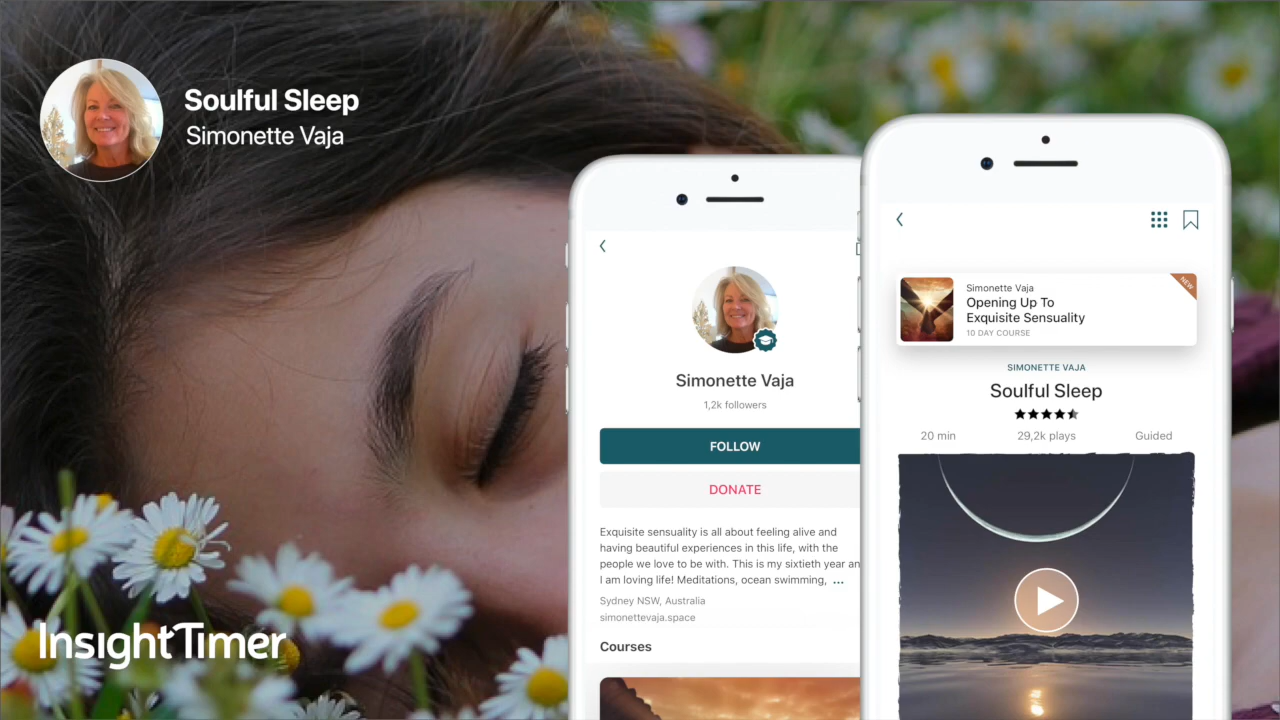 Soulful Sleep
Simonette Vaja
InsightTimer
Simonette Vaja
1,2k followers
FOLLOW
DONATE
Exquisite sensuality is all about feeling alive and
having beautiful experiences in this life, with the
people we love to be with. This is my sixtieth year an
I am loving life! Meditations, ocean swimming, ...
Sydney NSW, Australia
simonettevaja.space
Courses
NEW
Simonette Vaja
Opening Up To
Exquisite Sensuality
10 DAY COURSE
SIMONETTE VAJA
Soulful Sleep
20 min 29,2k plays Guided